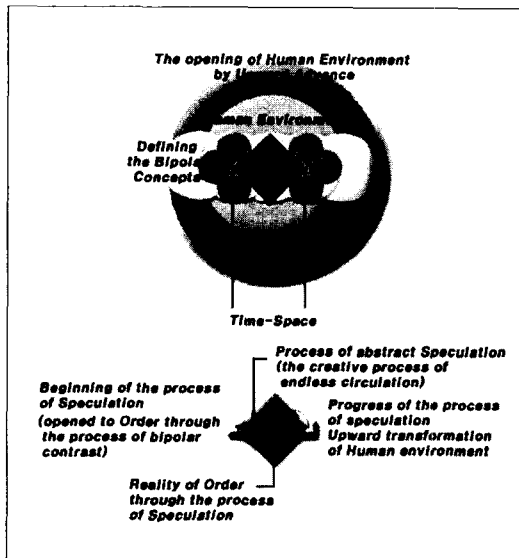 The opening of Human Environment
by
Environ
Defining
the Bipola
Concepts
Time-Space
Process of abstract Speculation
(the creative process of
endless circulation)
Beginning of the process
of Speculation
(opened to Order through
the process of bipolar
contrast)
Progress of the process
of speculation
Upward transformation
of Human environment
Reality of Order
through the process
of Speculation